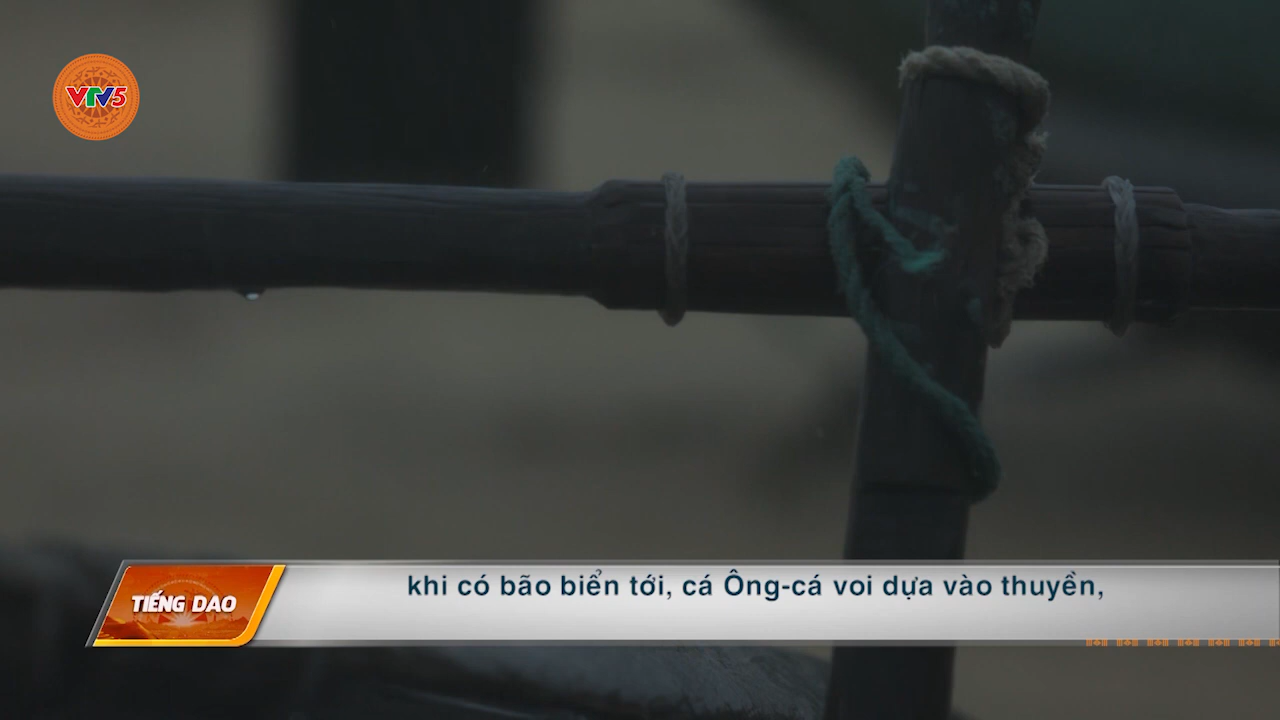 VTV5
TIẾNG DAO
khi có bão biển tới, cá Ông-cá voi dựa vào thuyền,